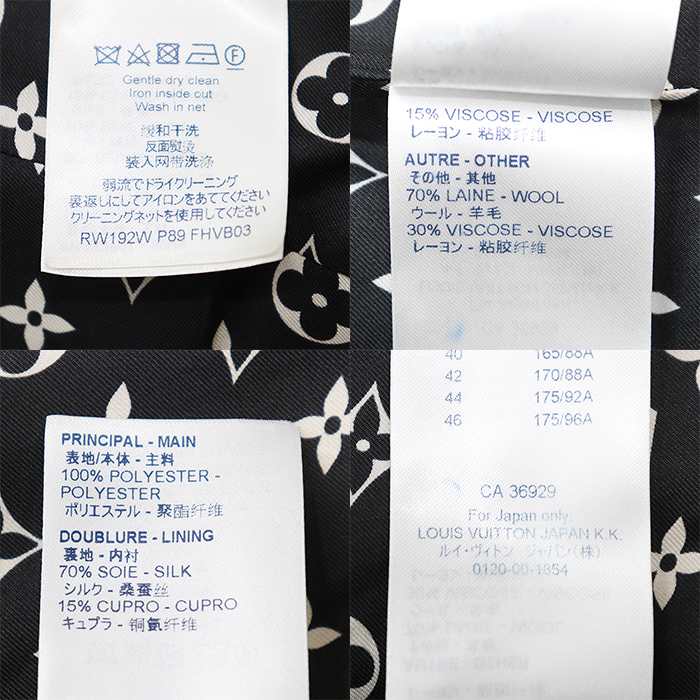 Gentle dry clean
Iron inside out
Wash in net
缓和干洗
反面熨烫
装入网带洗涤
弱流でドライクリーニング
裏返しにしてアイロンをあててください
クリーニングネットを使用してください
RW192W P89 FHVB03
15% VISCOSE - VISCOSE
レーヨン - 粘胶纤维
AUTRE - OTHER
その他 - 其他
70% LAINE - WOOL
ウール - 羊毛
30% VISCOSE - VISCOSE
レーヨン - 粘胶纤维
PRINCIPAL - MAIN
表地/本体 - 主料
100% POLYESTER -
POLYESTER
ポリエステル - 聚酯纤维
DOUBLURE - LINING
裏地 - 内衬
70% SOIE - SILK
シルク - 桑蚕丝
15% CUPRO - CUPRO
キュプラ - 铜氨纤维
40 165/88A
42 170/88A
44 175/92A
46 175/96A
CA 36929
For Japan only:
LOUIS VUITTON JAPAN K.K.
ルイ・ヴィトン ジャパン(株)
0120-00-1854